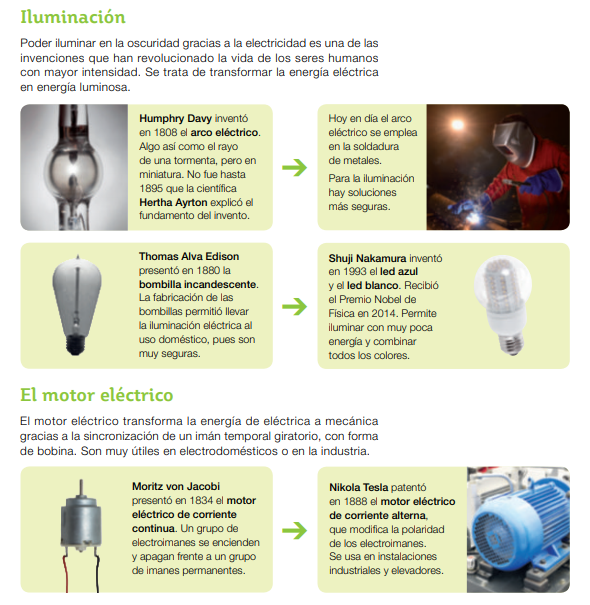 Iluminación
Poder iluminar en la oscuridad gracias a la electricidad es una de las
invenciones que han revolucionado la vida de los seres humanos
con mayor intensidad. Se trata de transformar la energía eléctrica
en energía luminosa.
Humphry Davy inventó
en 1808 el arco eléctrico.
Algo así como el rayo
de una tormenta, pero en
miniatura. No fue hasta
1895 que la científica
Hertha Ayrton explicó el
fundamento del invento.
Hoy en día el arco
eléctrico se emplea
en la soldadura
de metales.
Para la iluminación
hay soluciones
más seguras.
Thomas Alva Edison
presentó en 1880 la
bombilla incandescente.
La fabricación de las
bombillas permitió llevar
la iluminación eléctrica al
uso doméstico, pues son
muy seguras.
Shuji Nakamura inventó
en 1993 el led azul
y el led blanco. Recibió
el Premio Nobel de
Física en 2014. Permite
iluminar con muy poca
energía y combinar
todos los colores.
El motor eléctrico
El motor eléctrico transforma la energía de eléctrica a mecánica
gracias a la sincronización de un imán temporal giratorio, con forma
de bobina. Son muy útiles en electrodomésticos o en la industria.
Moritz von Jacobi
presentó en 1834 el motor
eléctrico de corriente
continua. Un grupo de
electroimanes se encienden
y apagan frente a un grupo
de imanes permanentes.
Nikola Tesla patentó
en 1888 el motor eléctrico
de corriente alterna,
que modifica la polaridad
de los electroimanes.
Se usa en instalaciones
industriales y elevadores.